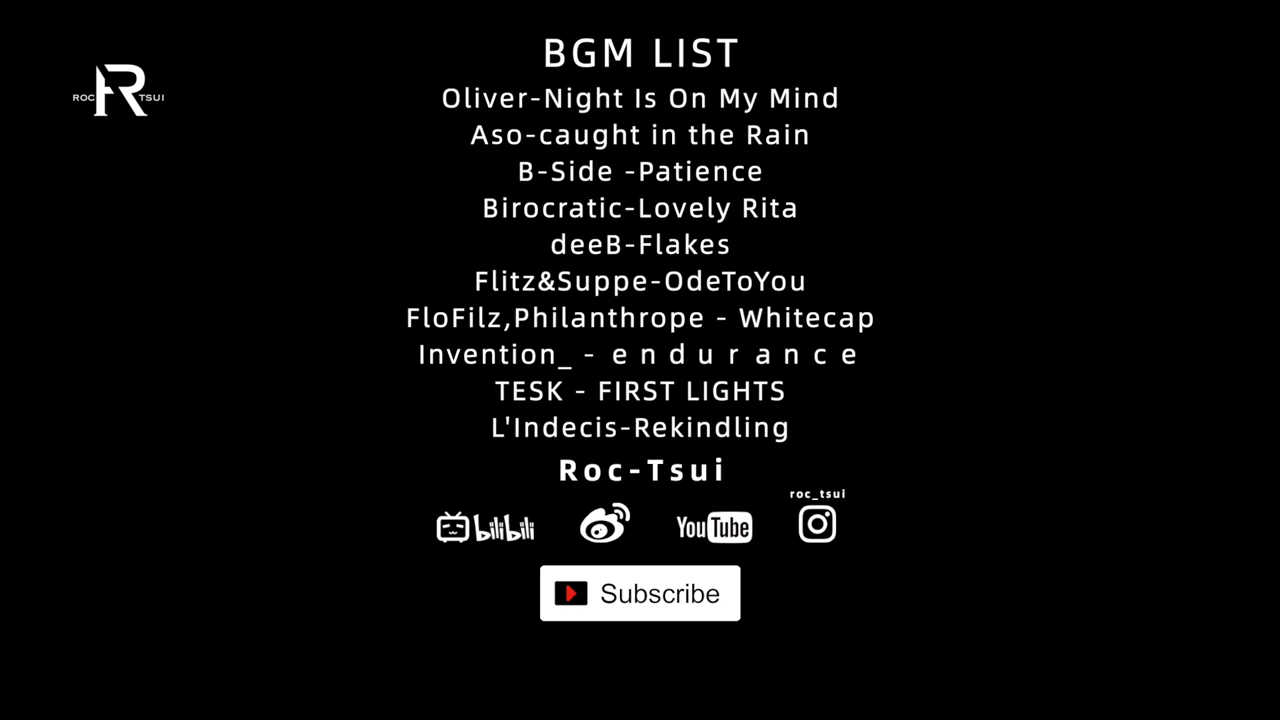 BGM LIST
ROC R TSUI
Oliver-Night Is On My Mind
Aso-caught in the Rain
B-Side -Patience
Birocratic-Lovely Rita
deeB-Flakes
Flitz&Suppe-OdeToYou
FloFilz,Philanthrope - Whitecap
Invention_ - e n d u r a n c e
TESK - FIRST LIGHTS
L'Indecis-Rekindling
Roc-Tsui
roc_tsui
bilibili YouTube
Subscribe